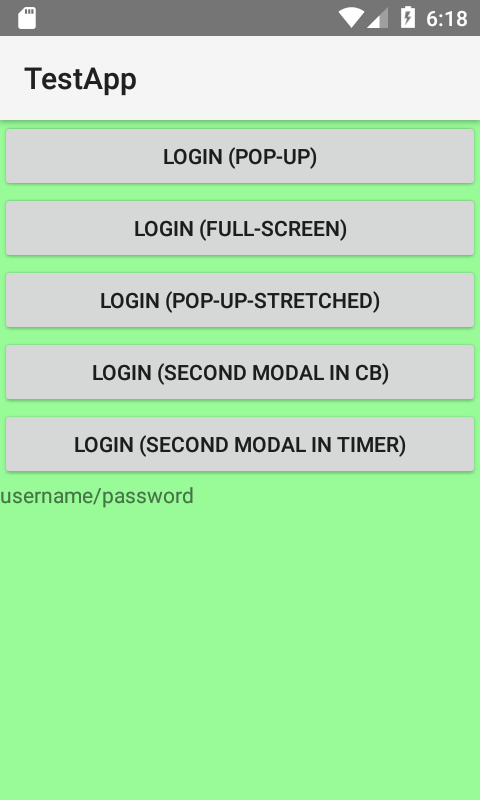 6:18
TestApp
LOGIN (POP-UP)
LOGIN (FULL-SCREEN)
LOGIN (POP-UP-STRETCHED)
LOGIN (SECOND MODAL IN CB)
LOGIN (SECOND MODAL IN TIMER)
username/password